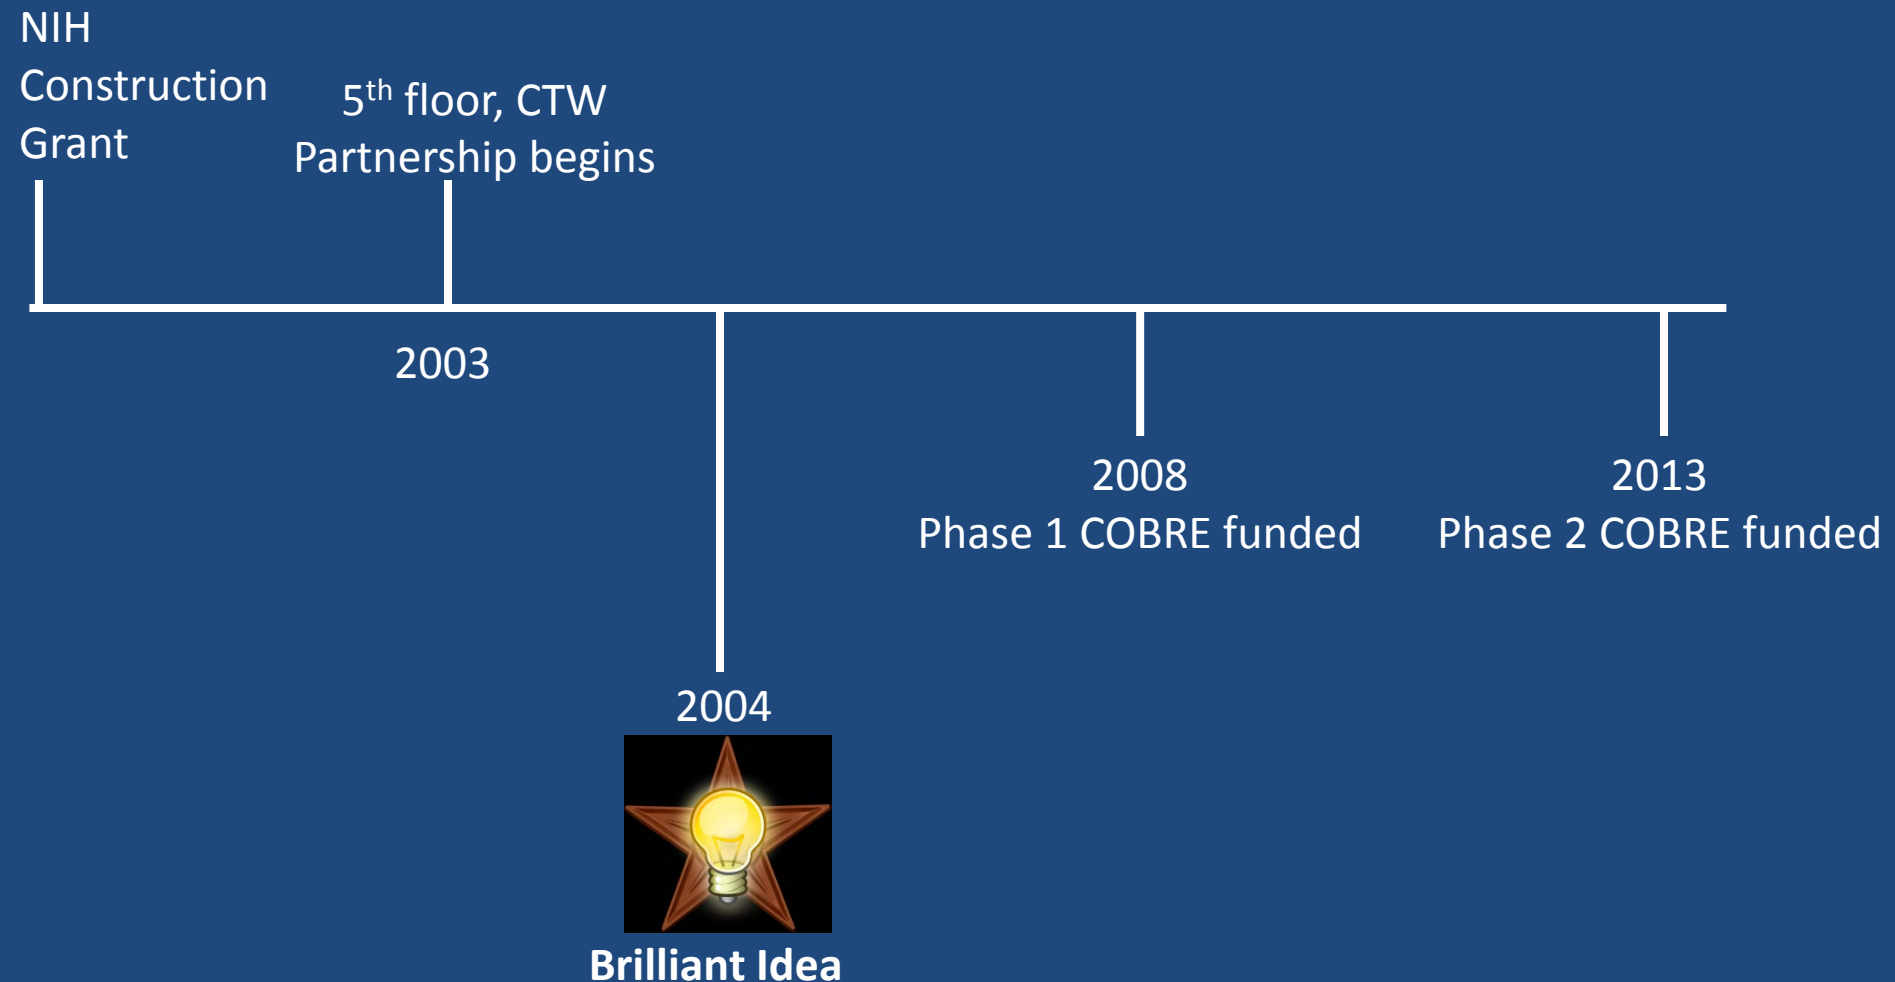 NIH
Construction
Grant
5th floor, CTW
Partnership begins
2003
2004
Brilliant Idea
2008
Phase 1 COBRE funded
2013
Phase 2 COBRE funded